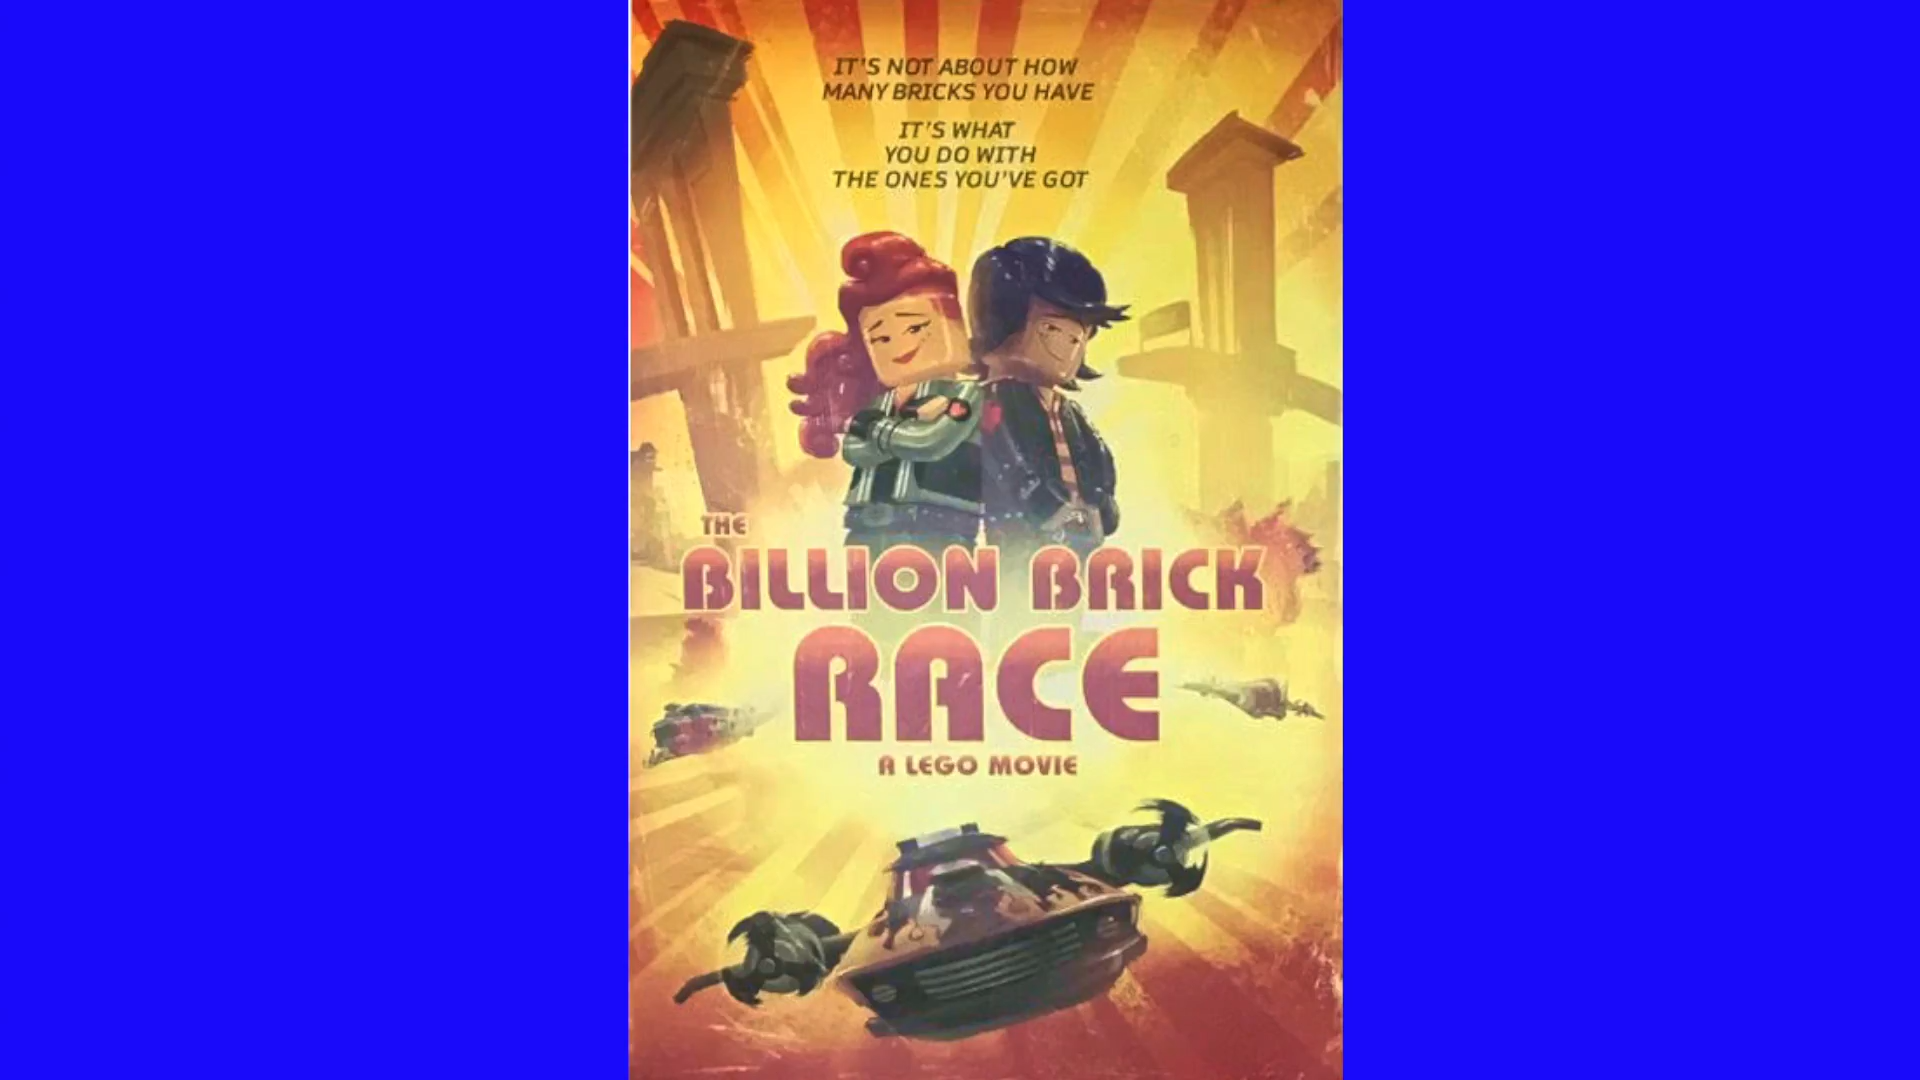 IT'S NOT ABOUT HOW
MANY BRICKS YOU HAVE
IT'S WHAT
YOU DO WITH
THE ONES YOU'VE GOT
THE
BILLION BRICK
RACE
A LEGO MOVIE